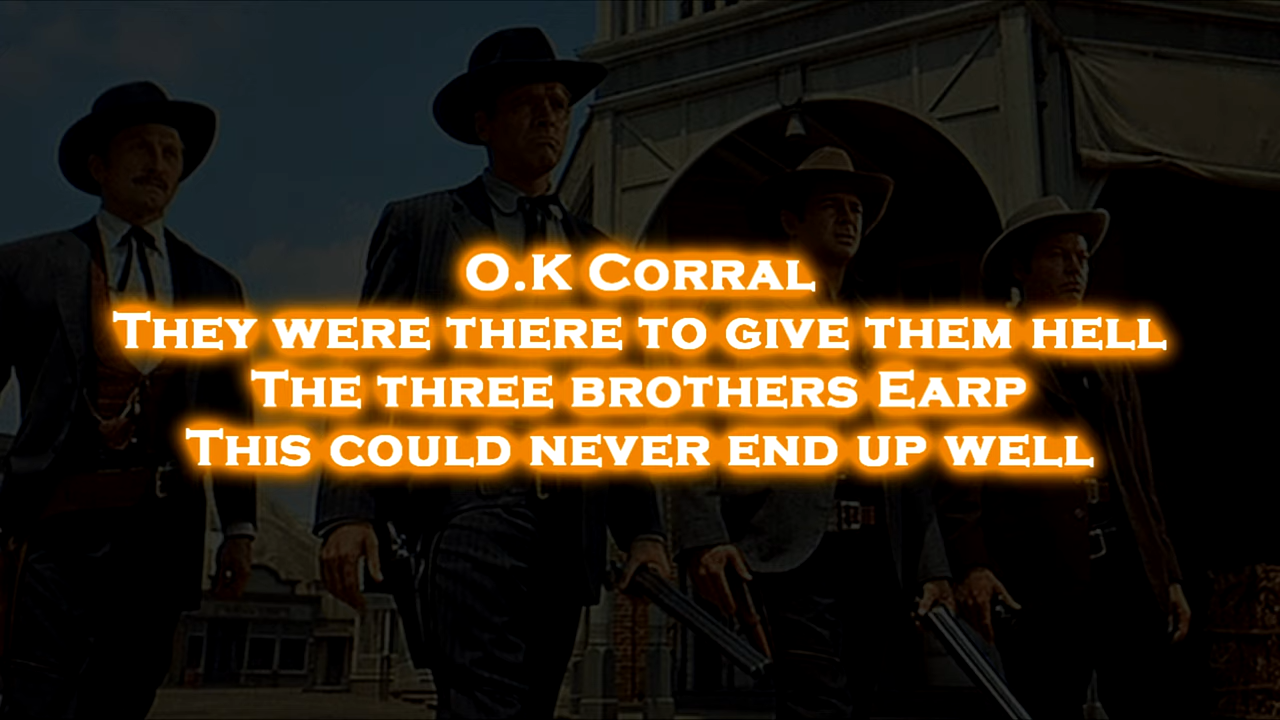 O.K Corral
They were there to give them hell
The three brothers Earp
This could never end up well